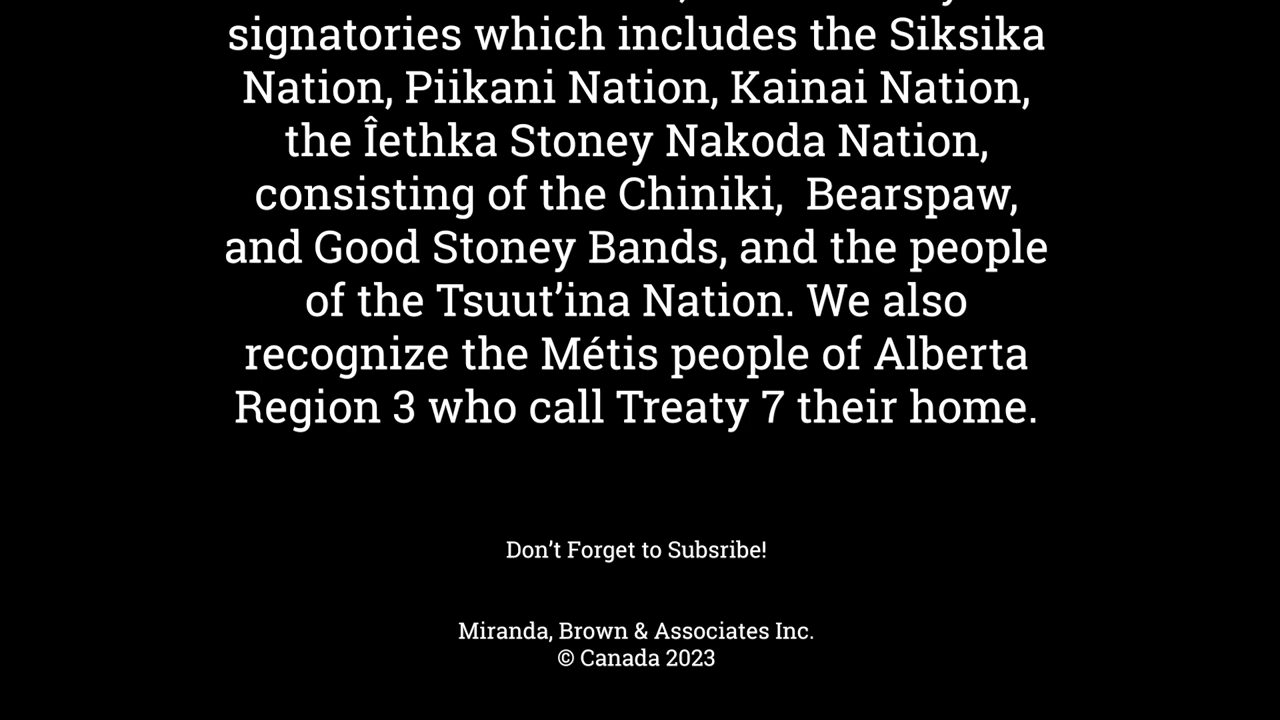 signatories which includes the Siksika
Nation, Piikani Nation, Kainai Nation,
the Îethka Stoney Nakoda Nation,
consisting of the Chiniki,  Bearspaw,
and Good Stoney Bands, and the people
of the Tsuut’ina Nation. We also
recognize the Métis people of Alberta
Region 3 who call Treaty 7 their home.
Don’t Forget to Subsribe!
Miranda, Brown & Associates Inc.
© Canada 2023